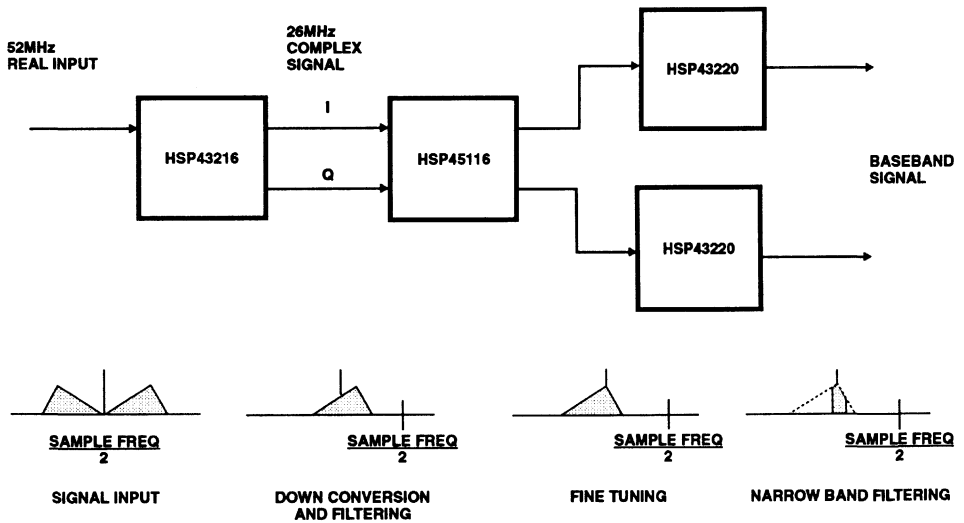 52MHz
REAL INPUT
26MHz
COMPLEX
SIGNAL
I
Q
HSP43216
HSP45116
HSP43220
HSP43220
BASEBAND
SIGNAL
SAMPLE FREQ
2
SIGNAL INPUT
SAMPLE FREQ
2
DOWN CONVERSION
AND FILTERING
SAMPLE FREQ
2
FINE TUNING
SAMPLE FREQ
2
NARROW BAND FILTERING